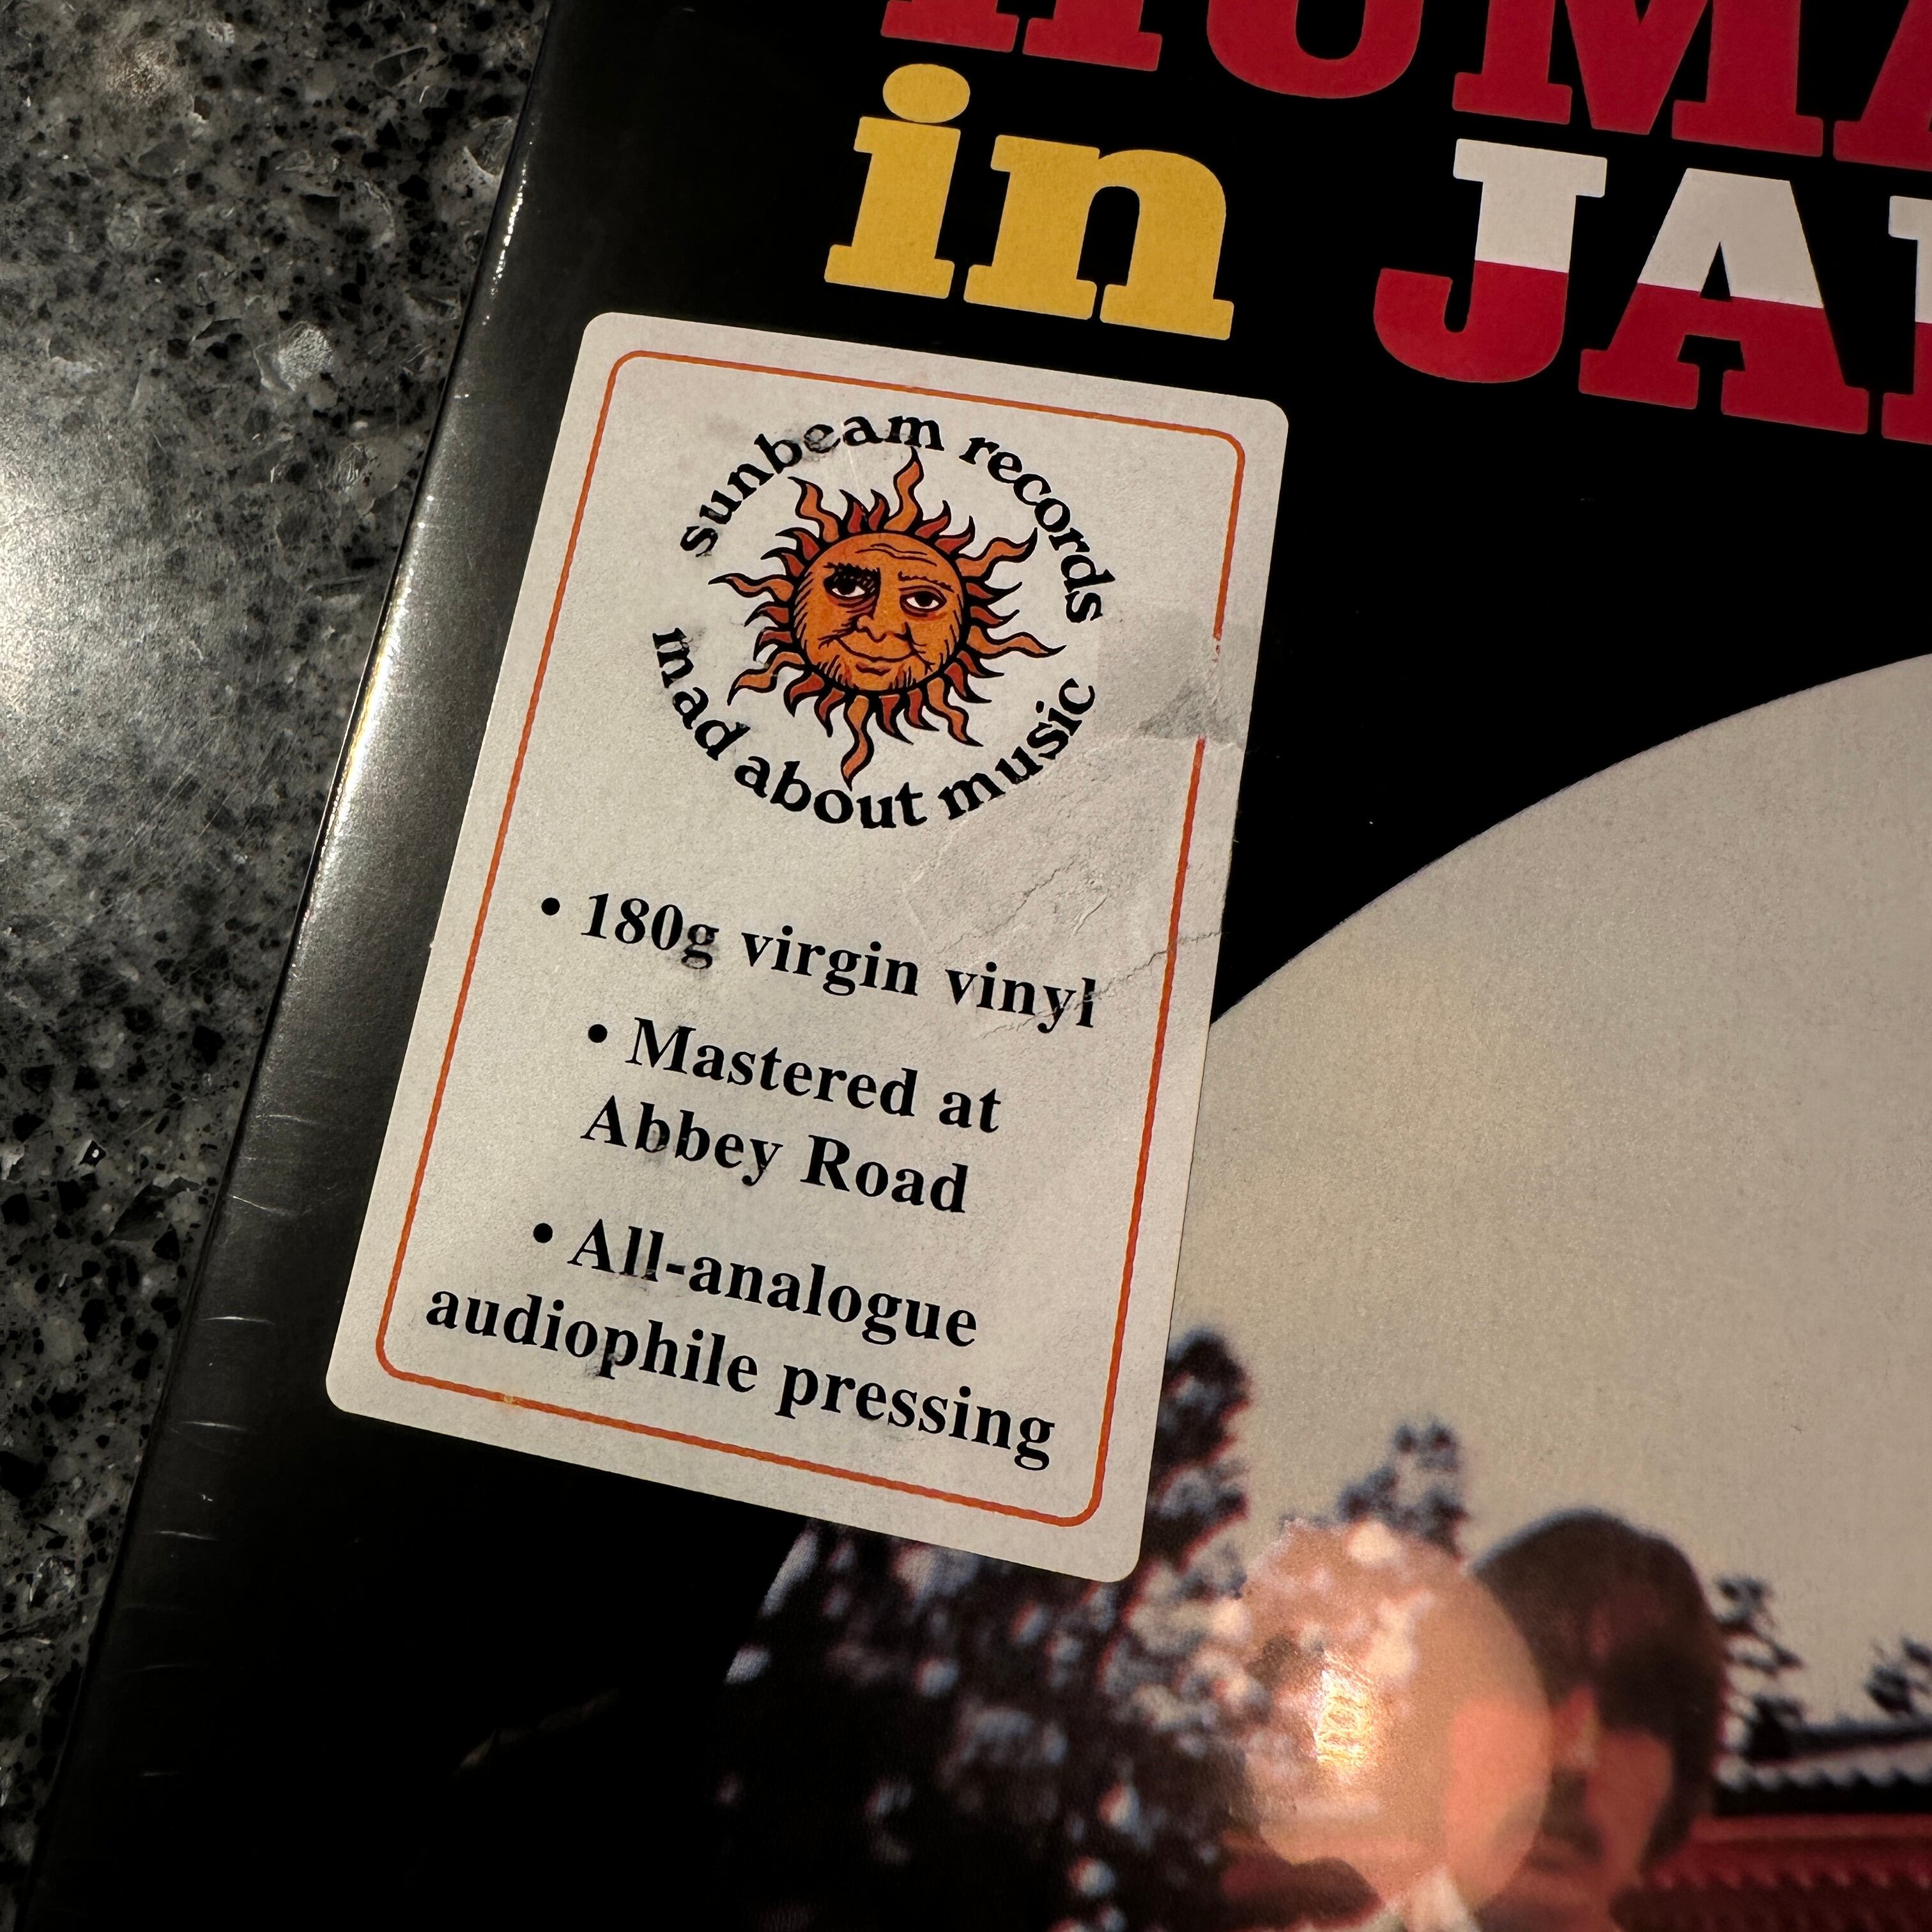 in
sunbeam records
mad about music
• 180g virgin vinyl
• Mastered at
Abbey Road
• All-analogue
audiophile pressing